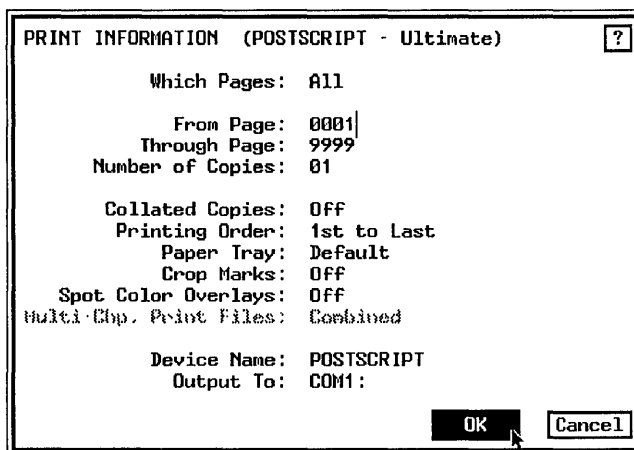 PRINT INFORMATION (POSTSCRIPT - Ultimate) ?
Which Pages: All
From Page: 0001
Through Page: 9999
Number of Copies: 01
Collated Copies: Off
Printing Order: 1st to Last
Paper Tray: Default
Crop Marks: Off
Spot Color Overlays: Off
Multi-Chp. Print Files: Combined
Device Name: POSTSCRIPT
Output To: COM1:
OK Cancel